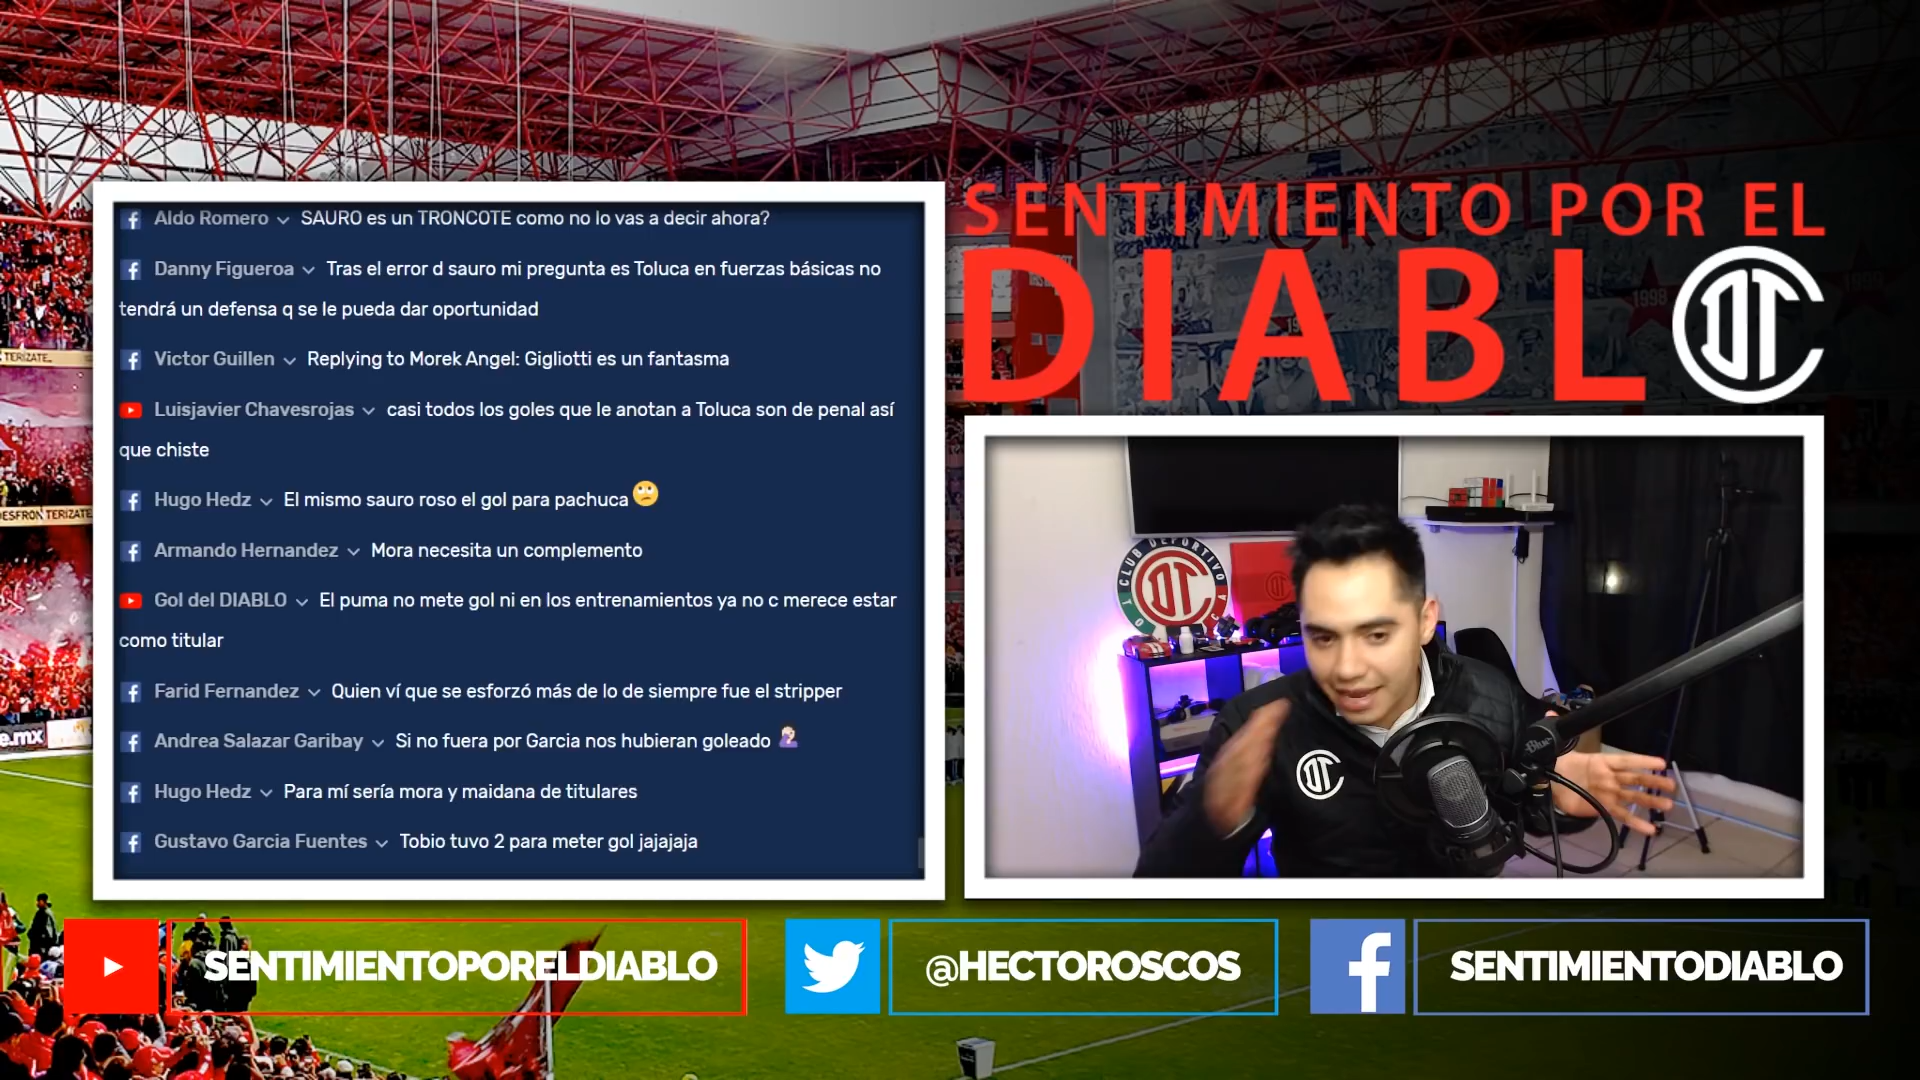 SENTIMIENTO POR EL
DIABLO
Aldo Romero SAURO es un TRONCOTE como no lo vas a decir ahora?
Danny Figueroa Tras el error d sauro mi pregunta es Toluca en fuerzas básicas no
tendrá un defensa q se le pueda dar oportunidad
Victor Guillen Replying to Morek Angel: Gigliotti es un fantasma
Luisjavier Chavesrojas casi todos los goles que le anotan a Toluca son de penal así
que chiste
Hugo Hedz El mismo sauro roso el gol para pachuca
Armando Hernandez Mora necesita un complemento
Gol del DIABLO El puma no mete gol ni en los entrenamientos ya no c merece estar
como titular
Farid Fernandez Quien ví que se esforzó más de lo de siempre fue el stripper
Andrea Salazar Garibay Si no fuera por Garcia nos hubieran goleado
Hugo Hedz Para mí sería mora y maidana de titulares
Gustavo Garcia Fuentes Tobio tuvo 2 para meter gol jajajaja
CLUB DEPORTIVO
Blue
1998
TERÍZATE
ESFRONTERIZATE
e.mx
SENTIMIENTOPORELDIABLO
@HECTOROSCOS
SENTIMIENTODIABLO